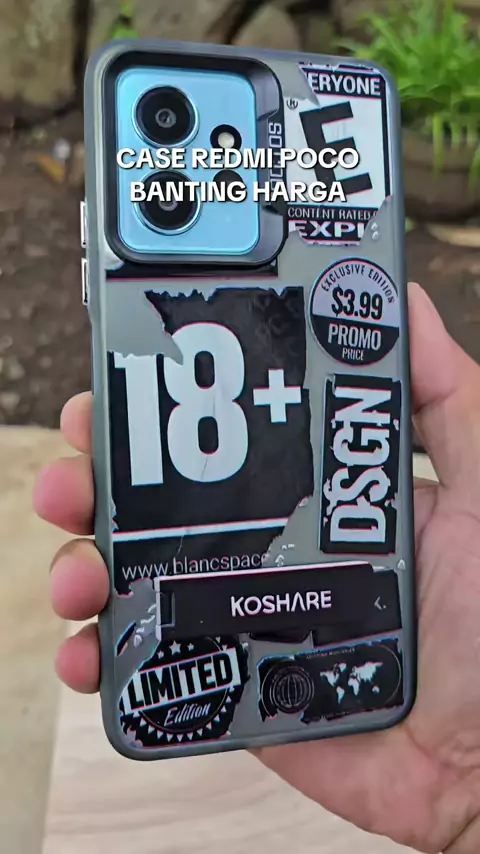 CASE REDMI POCO
BANTING HARGA
ERYONE
®
E
CONTENT RATED
EXPL
EXCLUSIVE EDITION
$3.99
PROMO
PRICE
18+
DSGN
www.blancspace
KOSHARE
LIMITED
Edition